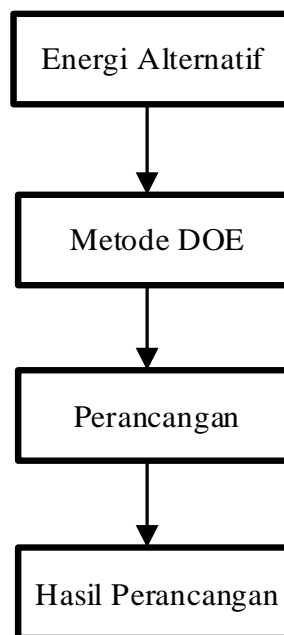 Energi Alternatif
Metode DOE
Perancangan
Hasil Perancangan